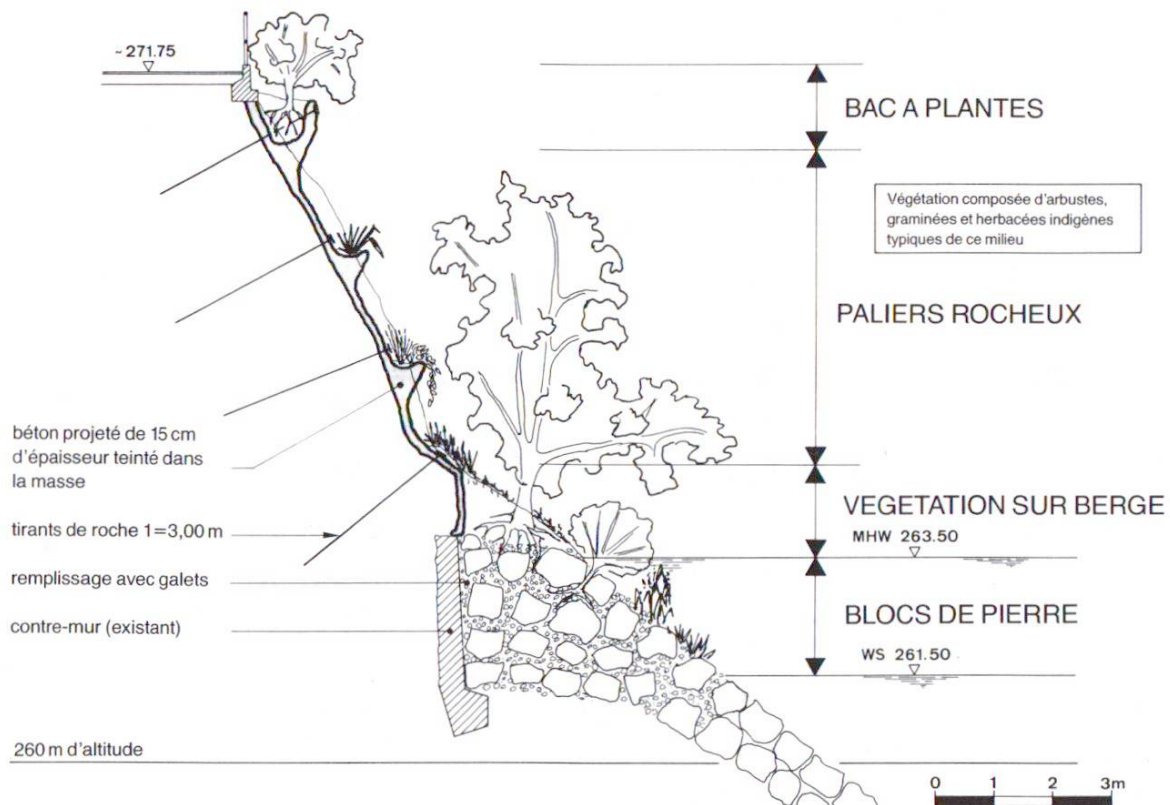 ~271.75
BAC A PLANTES
Végétation composée d'arbustes,
graminées et herbacées indigènes
typiques de ce milieu
PALIERS ROCHEUX
béton projeté de 15 cm
d'épaisseur teinté dans
la masse
tirants de roche 1=3,00 m
remplissage avec galets
contre-mur (existant)
VEGETATION SUR BERGE
MHW 263.50
BLOCS DE PIERRE
WS 261.50
260 m d'altitude
0 1 2 3m